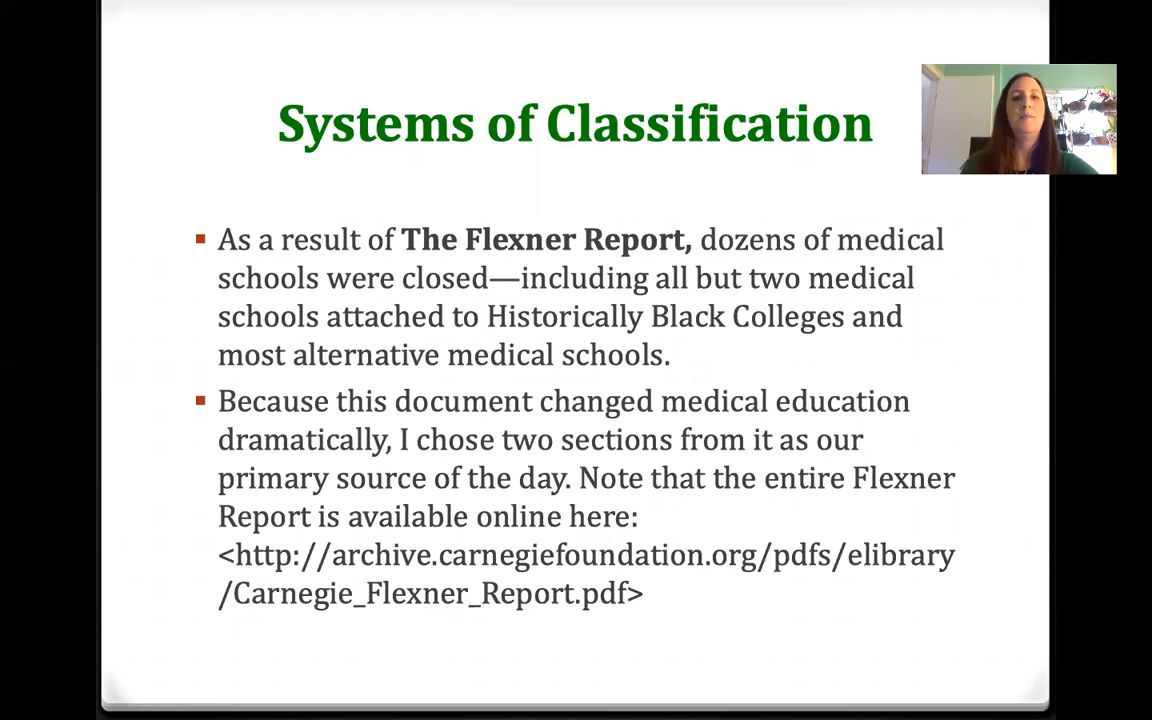 Systems of Classification
As a result of The Flexner Report, dozens of medical
schools were closed—including all but two medical
schools attached to Historically Black Colleges and
most alternative medical schools.
Because this document changed medical education
dramatically, I chose two sections from it as our
primary source of the day. Note that the entire Flexner
Report is available online here:
<http://archive.carnegiefoundation.org/pdfs/elibrary
/Carnegie_Flexner_Report.pdf>